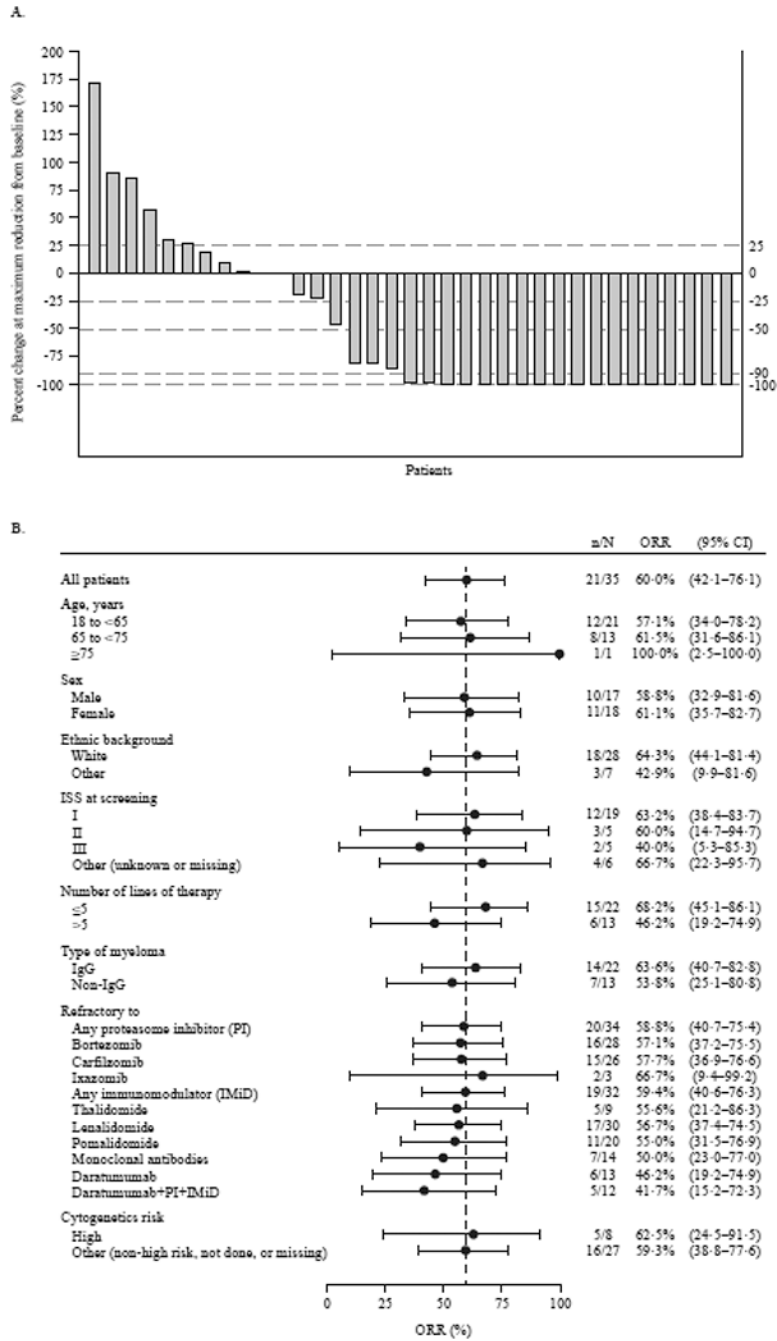 A.
Percent change at maximum reduction from baseline (%)
200
175
150
125
100
75
50
25
0
-25
-50
-75
-100
25
0
-25
-50
-90
-100
Patients
B.
n/N ORR (95% CI)
All patients 21/35 60·0% (42·1–76·1)
Age, years
18 to <65 12/21 57·1% (34·0–78·2)
65 to <75 8/13 61·5% (31·6–86·1)
≥75 1/1 100·0% (2·5–100·0)
Sex
Male 10/17 58·8% (32·9–81·6)
Female 11/18 61·1% (35·7–82·7)
Ethnic background
White 18/28 64·3% (44·1–81·4)
Other 3/7 42·9% (9·9–81·6)
ISS at screening
I 12/19 63·2% (38·4–83·7)
II 3/5 60·0% (14·7–94·7)
III 2/5 40·0% (5·3–85·3)
Other (unknown or missing) 4/6 66·7% (22·3–95·7)
Number of lines of therapy
≤5 15/22 68·2% (45·1–86·1)
>5 6/13 46·2% (19·2–74·9)
Type of myeloma
IgG 14/22 63·6% (40·7–82·8)
Non-IgG 7/13 53·8% (25·1–80·8)
Refractory to
Any proteasome inhibitor (PI) 20/34 58·8% (40·7–75·4)
Bortezomib 16/28 57·1% (37·2–75·5)
Carfilzomib 15/26 57·7% (36·9–76·6)
Ixazomib 2/3 66·7% (9·4–99·2)
Any immunomodulator (IMiD) 19/32 59·4% (40·6–76·3)
Thalidomide 5/9 55·6% (21·2–86·3)
Lenalidomide 17/30 56·7% (37·4–74·5)
Pomalidomide 11/20 55·0% (31·5–76·9)
Monoclonal antibodies 7/14 50·0% (23·0–77·0)
Daratumumab 6/13 46·2% (19·2–74·9)
Daratumumab+PI+IMiD 5/12 41·7% (15·2–72·3)
Cytogenetics risk
High 5/8 62·5% (24·5–91·5)
Other (non-high risk, not done, or missing) 16/27 59·3% (38·8–77·6)
0 25 50 75 100
ORR (%)